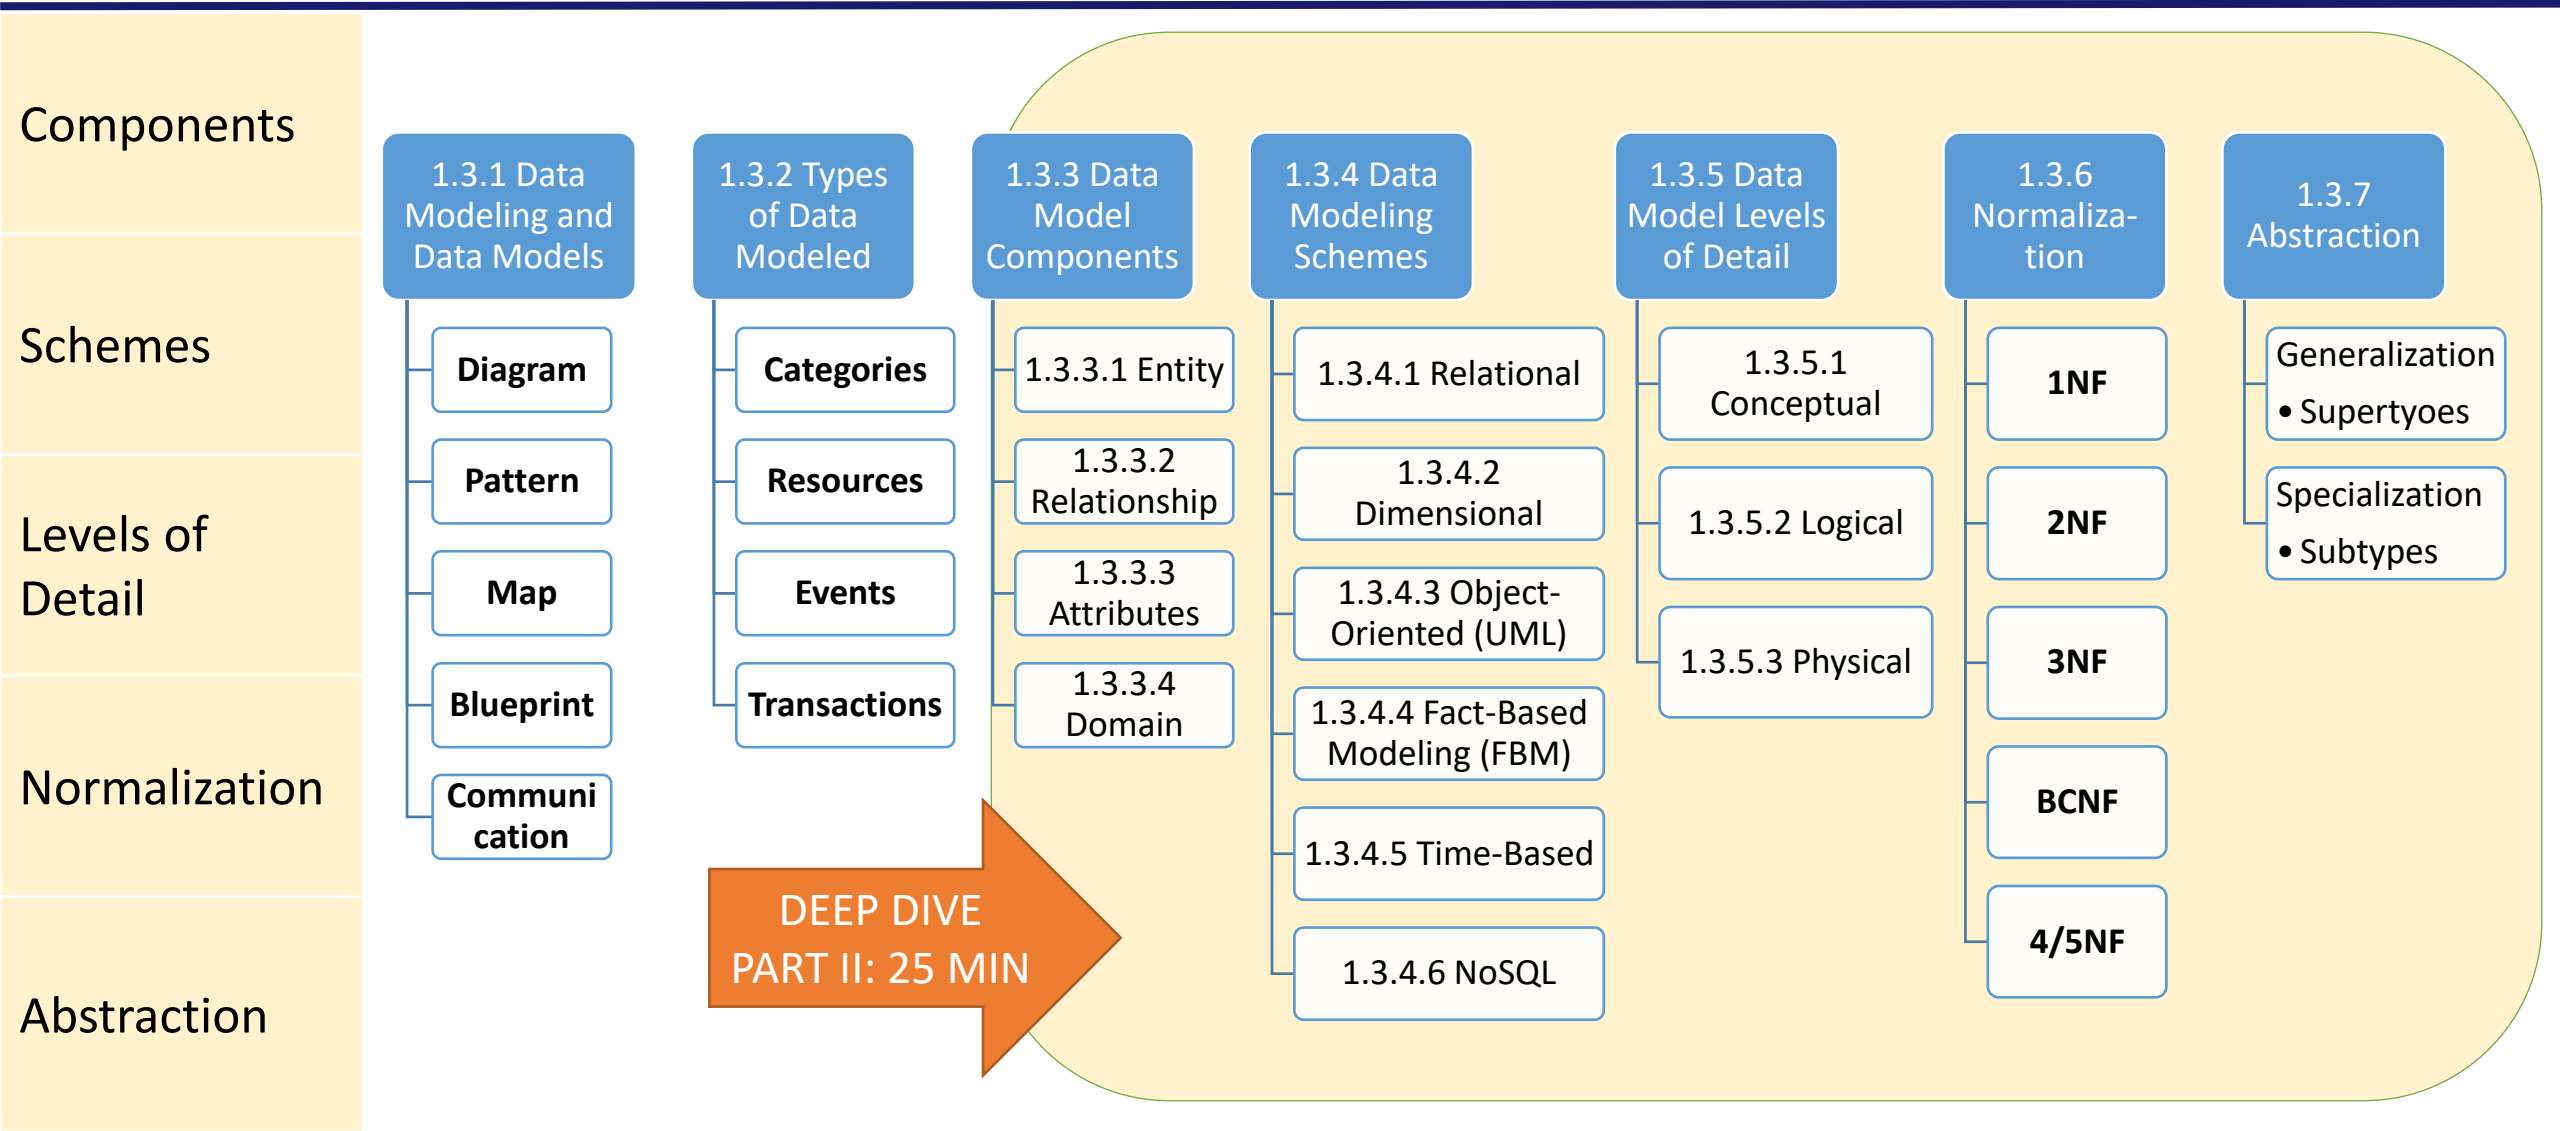 Components
Schemes
Levels of
Detail
Normalization
Abstraction
1.3.1 Data
Modeling and
Data Models
Diagram
Pattern
Map
Blueprint
Communi
cation
1.3.2 Types
of Data
Modeled
Categories
Resources
Events
Transactions
1.3.3 Data
Model
Components
1.3.3.1 Entity
1.3.3.2
Relationship
1.3.3.3
Attributes
1.3.3.4
Domain
1.3.4 Data
Modeling
Schemes
1.3.4.1 Relational
1.3.4.2
Dimensional
1.3.4.3 Object-
Oriented (UML)
1.3.4.4 Fact-Based
Modeling (FBM)
1.3.4.5 Time-Based
1.3.4.6 NoSQL
1.3.5 Data
Model Levels
of Detail
1.3.5.1
Conceptual
1.3.5.2 Logical
1.3.5.3 Physical
1.3.6
Normaliza-
tion
1NF
2NF
3NF
BCNF
4/5NF
1.3.7
Abstraction
Generalization
• Supertyoes
Specialization
• Subtypes
DEEP DIVE
PART II: 25 MIN